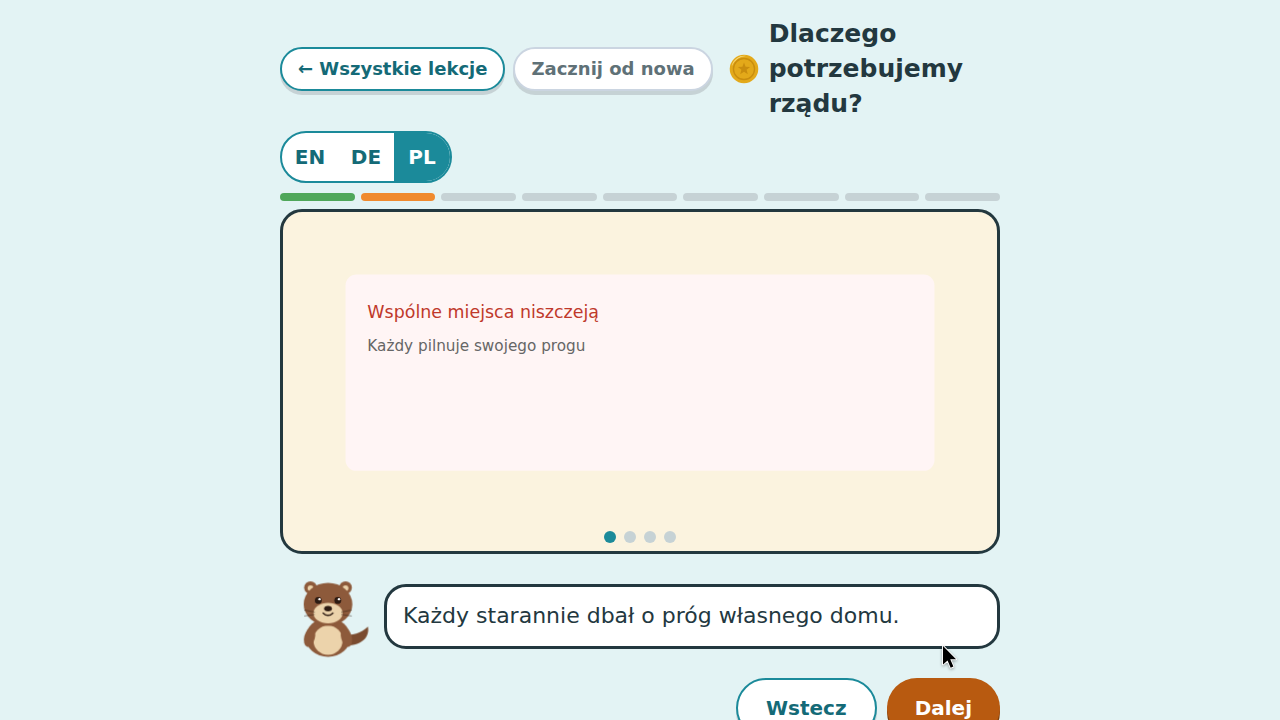 ← Wszystkie lekcje
Zacznij od nowa
Dlaczego
potrzebujemy
rządu?
EN DE PL
Wspólne miejsca niszczeją
Każdy pilnuje swojego progu
Każdy starannie dbał o próg własnego domu.
Wstecz
Dalej